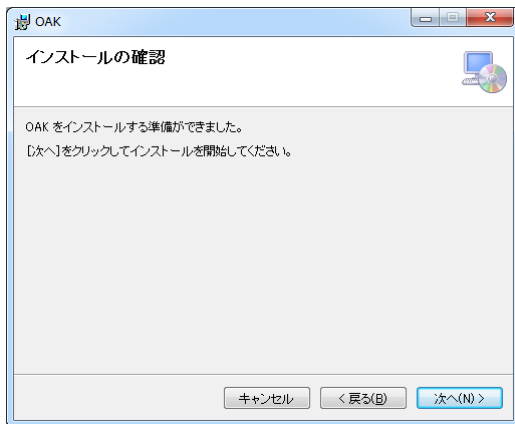 OAK
インストールの確認
OAK をインストールする準備ができました。
[次へ]をクリックしてインストールを開始してください。
キャンセル
< 戻る(B)
次へ(N) >